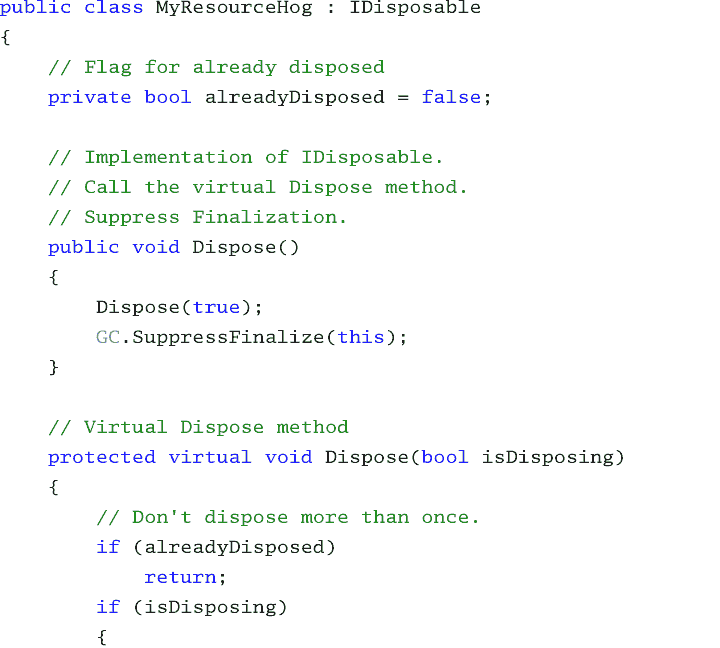 public class MyResourceHog : IDisposable
{
    // Flag for already disposed
    private bool alreadyDisposed = false;

    // Implementation of IDisposable.
    // Call the virtual Dispose method.
    // Suppress Finalization.
    public void Dispose()
    {
        Dispose(true);
        GC.SuppressFinalize(this);
    }

    // Virtual Dispose method
    protected virtual void Dispose(bool isDisposing)
    {
        // Don't dispose more than once.
        if (alreadyDisposed)
            return;
        if (isDisposing)
        {